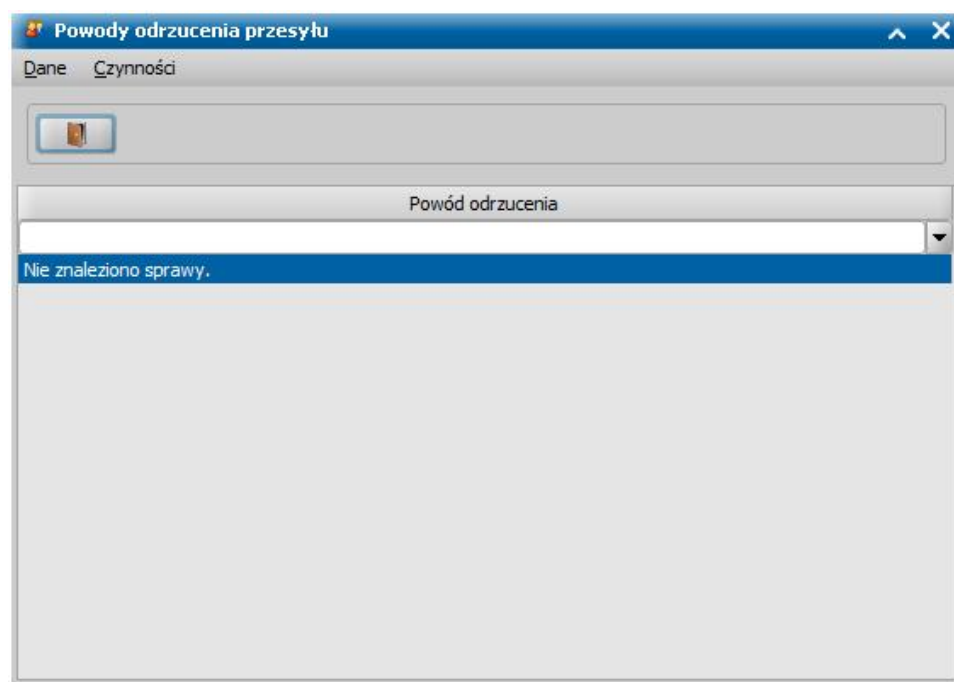 Powody odrzucenia przesyłu
Dane Czynności
Powód odrzucenia
Nie znaleziono sprawy.